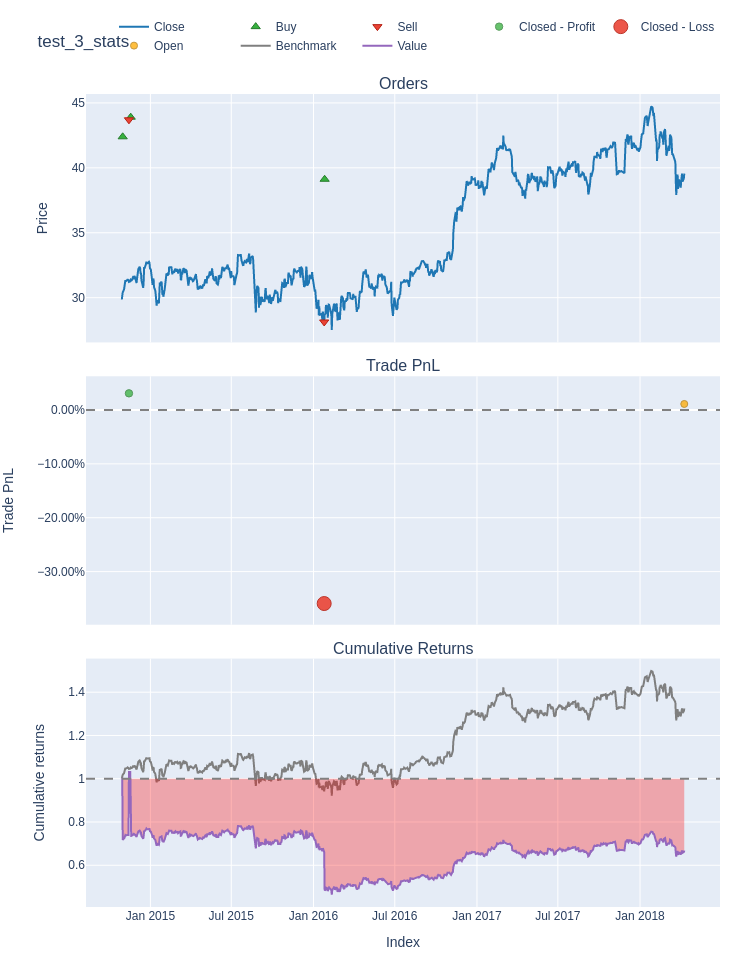 Close Buy Sell Closed - Profit Closed - Loss
test_3_stats Open Benchmark Value
Orders
45
40
35
30
Price
Trade PnL
0.00%
−10.00%
−20.00%
−30.00%
Trade PnL
Cumulative Returns
1.4
1.2
1
0.8
0.6
Cumulative returns
Jan 2015 Jul 2015 Jan 2016 Jul 2016 Jan 2017 Jul 2017 Jan 2018
Index